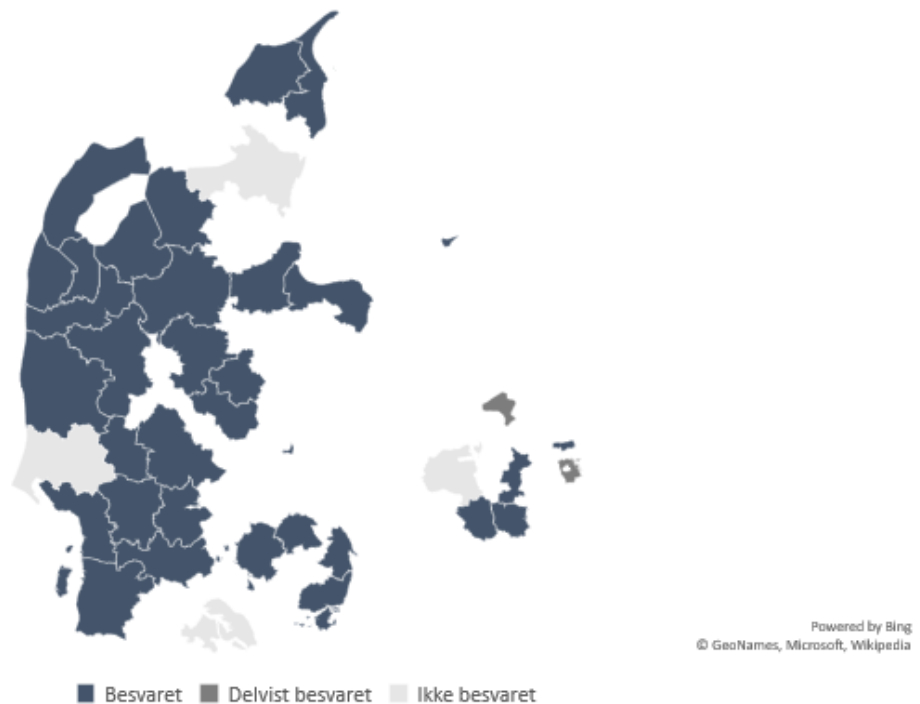 Powered by Bing
© GeoNames, Microsoft, Wikipedia
Besvaret Delvist besvaret Ikke besvaret